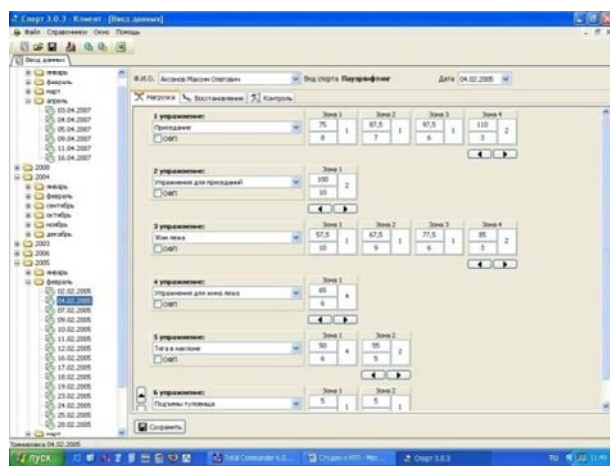 Спорт 3.0.3 - Клиент - [Ввод данных]
Файл Справочники Окно Помощь
Ввод данных
январь
февраль
март
апрель
03.04.2007
04.04.2007
05.04.2007
09.04.2007
11.04.2007
16.04.2007
2008
2004
январь
февраль
сентябрь
октябрь
ноябрь
декабрь
2003
2006
2005
январь
февраль
02.02.2005
04.02.2005
07.02.2005
09.02.2005
10.02.2005
11.02.2005
12.02.2005
16.02.2005
17.02.2005
18.02.2005
19.02.2005
23.02.2005
24.02.2005
25.02.2005
28.02.2005
март
Ф.И.О. Аксенов Максим Олегович Вид спорта Пауэрлифтинг Дата 04.02.2005
Нагрузка Восстановление Контроль
1 упражнение: Зона 1 Зона 2 Зона 3 Зона 4
Приседание 75 1 87,5 1 97,5 1 110 2
ОФП 8 7 6 3
2 упражнение: Зона 1
Упражнения для приседаний 100 2
ОФП 10
3 упражнение: Зона 1 Зона 2 Зона 3 Зона 4
Жим лежа 57,5 1 67,5 1 77,5 1 85 2
ОФП 10 9 6 3
4 упражнение: Зона 1
Упражнения для жима лежа 65 4
ОФП 6
5 упражнение: Зона 1 Зона 2
Тяга в наклоне 50 4 55 2
ОФП 6 5
6 упражнение: Зона 1 Зона 2
Подъемы туловища 5 1 5 1
Сохранить
Тренировка 04.02.2005
пуск Total Commander 6.0... Спорт 3.0.3 RU 11:49